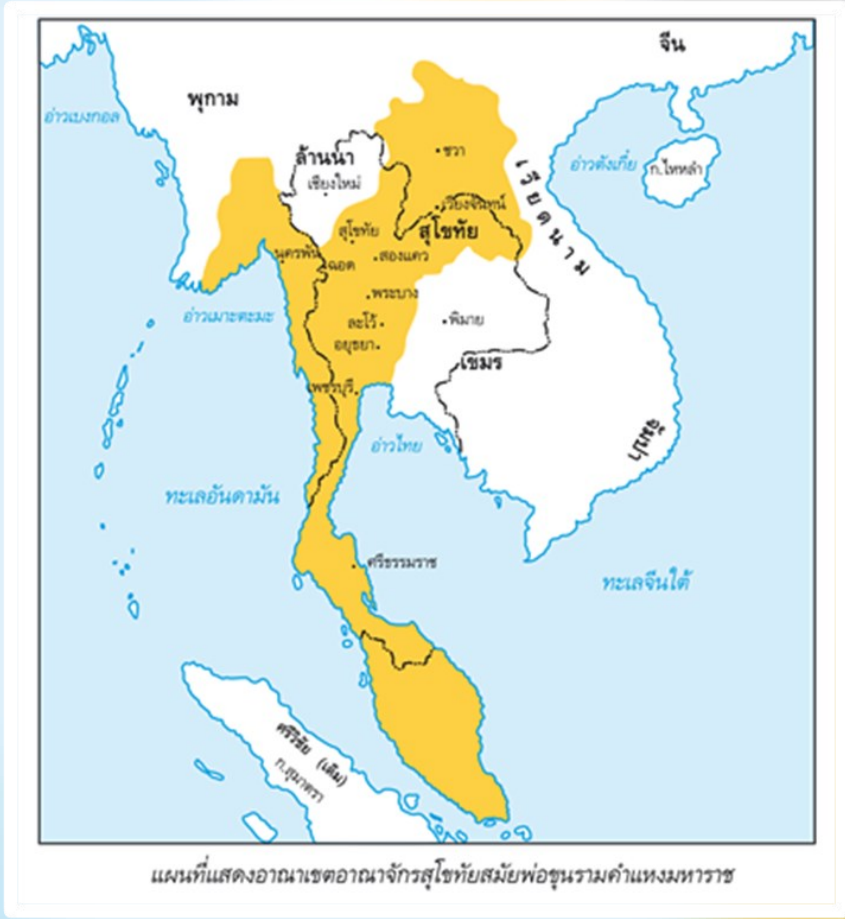 จีน
พุกาม
อ่าวเบงกอล
ล้านนา
เชียงใหม่
ชวา
อ่าวตังเกี๋ย
ก.ไหหลำ
เวียดนาม
เวียงจันทน์
สุโขทัย
สุโขทัย
นครพัน
ฉอด
สองแคว
พระบาง
อ่าวเมาะตะมะ
ละโว้
พิมาย
อยุธยา
เขมร
เพชรบุรี
จัมปา
อ่าวไทย
ทะเลอันดามัน
ศรีธรรมราช
ทะเลจีนใต้
ศรีวิชัย (เดิม)
ก.สุมาตรา
แผนที่แสดงอาณาเขตอาณาจักรสุโขทัยสมัยพ่อขุนรามคำแหงมหาราช